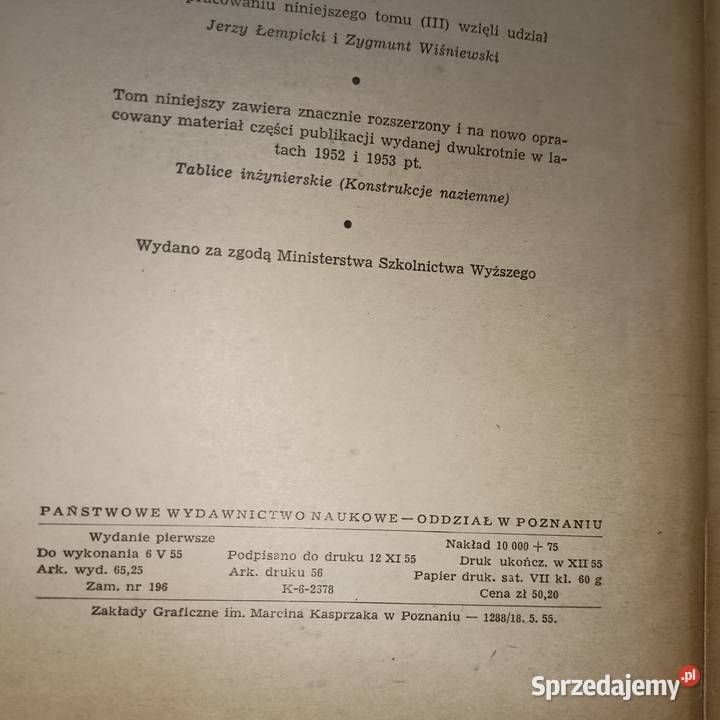 pracowaniu niniejszego tomu (III) wzięli udział
Jerzy Łempicki i Zygmunt Wiśniewski
•
Tom niniejszy zawiera znacznie rozszerzony i na nowo opra-
cowany materiał części publikacji wydanej dwukrotnie w la-
tach 1952 i 1953 pt.
Tablice inżynierskie (Konstrukcje naziemne)
•
Wydano za zgodą Ministerstwa Szkolnictwa Wyższego
PAŃSTWOWE WYDAWNICTWO NAUKOWE — ODDZIAŁ W POZNANIU
Wydanie pierwsze Nakład 10 000 + 75
Do wykonania 6 V 55 Podpisano do druku 12 XI 55 Druk ukończ. w XII 55
Ark. wyd. 65,25 Ark. druku 56 Papier druk. sat. VII kl. 60 g
Zam. nr 196 K-6-2578 Cena zł 50,20
Zakłady Graficzne im. Marcina Kasprzaka w Poznaniu — 1288/18. 5. 55.
Sprzedajemy.pl